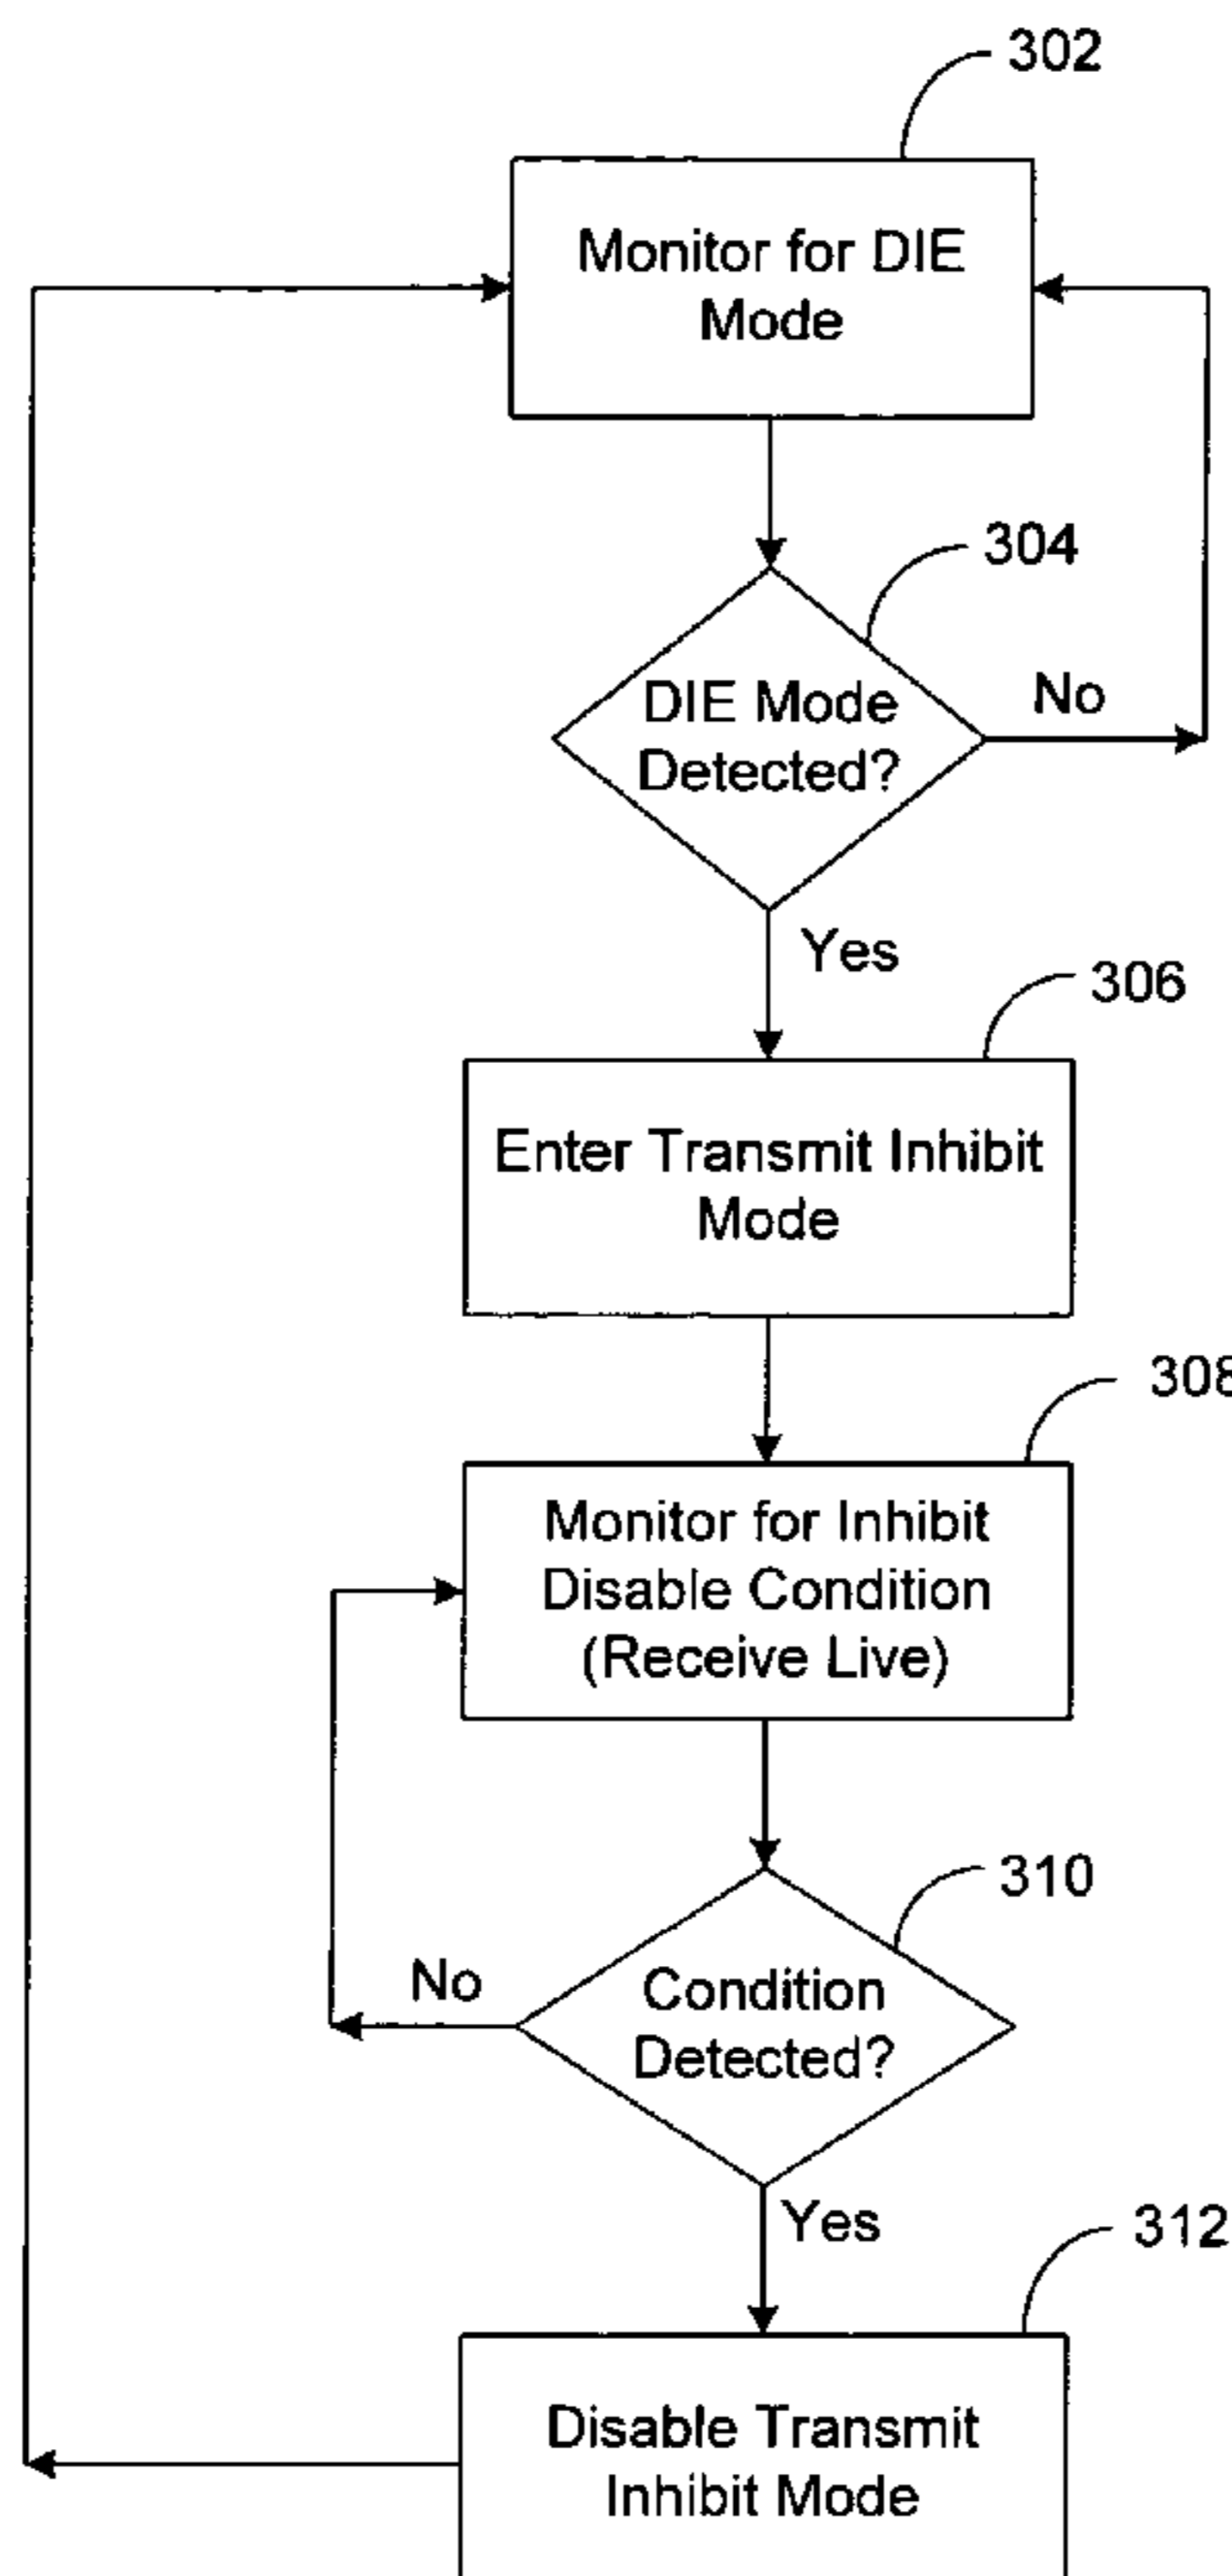 302
Monitor for DIE
Mode
304
DIE Mode
Detected?
No
Yes
306
Enter Transmit Inhibit
Mode
308
Monitor for Inhibit
Disable Condition
(Receive Live)
310
No
Condition
Detected?
Yes
312
Disable Transmit
Inhibit Mode